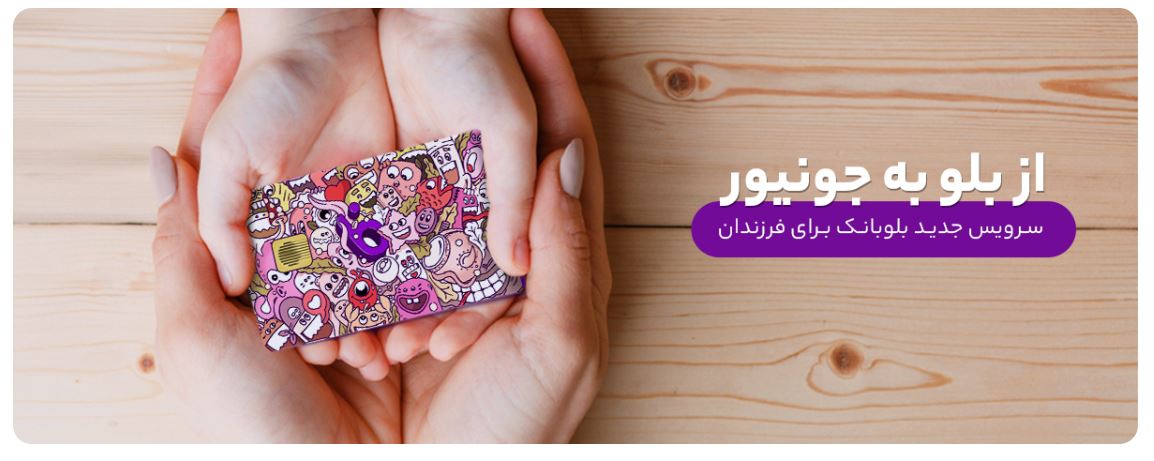 از بلو به جونیور
سرویس جدید بلوبانک برای فرزندان